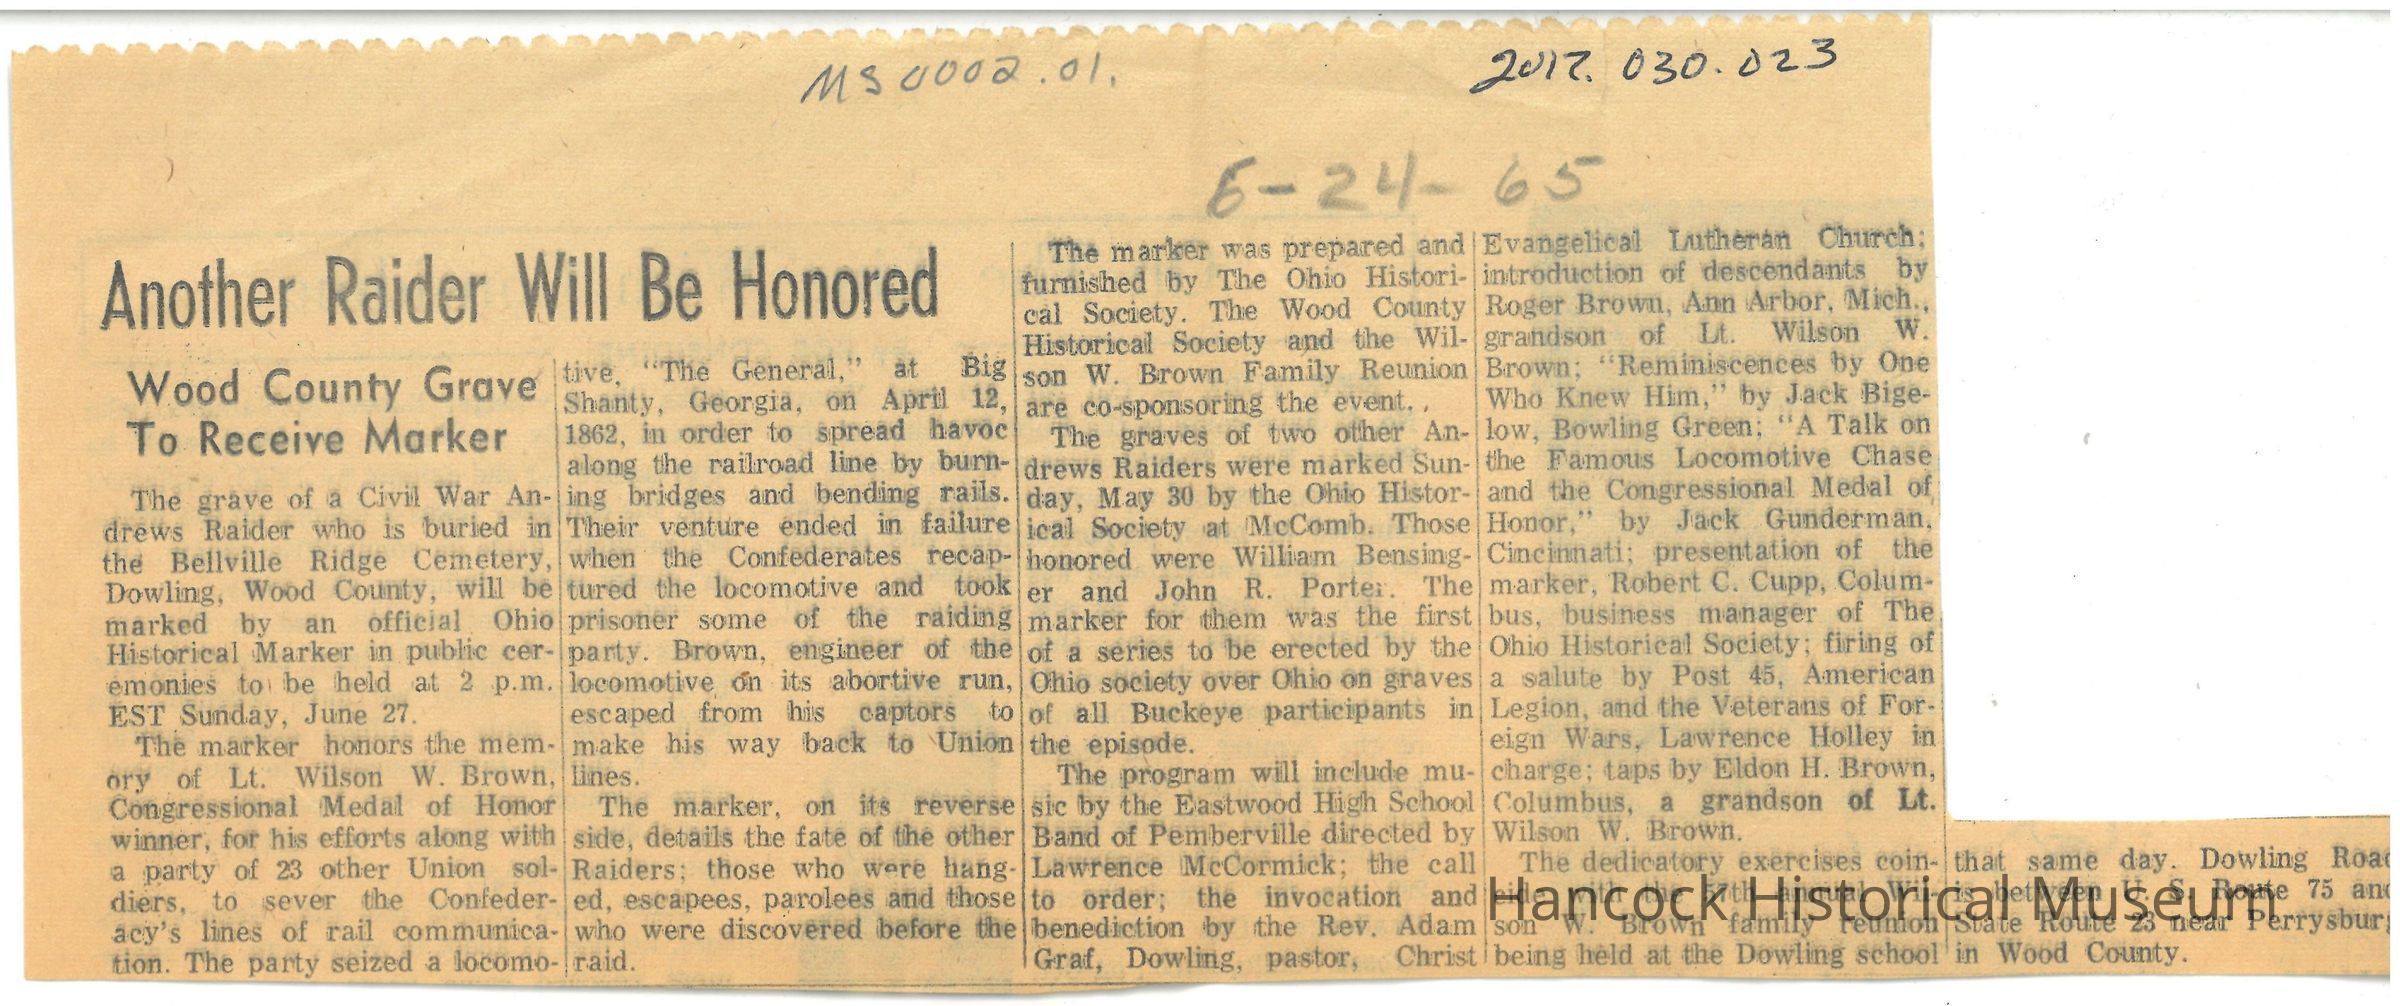 MS 0002.01.
2017.030.023
6-24-65
Another Raider Will Be Honored
Wood County Grave
To Receive Marker
The grave of a Civil War An-
drews Raider who is buried in
the Bellville Ridge Cemetery,
Dowling, Wood County, will be
marked by an official Ohio
Historical Marker in public cer-
emonies to be held at 2 p.m.
EST Sunday, June 27.
The marker honors the mem-
ory of Lt. Wilson W. Brown,
Congressional Medal of Honor
winner, for his efforts along with
a party of 23 other Union sol-
diers, to sever the Confeder-
acy's lines of rail communica-
tion. The party seized a locomo-
tive, "The General," at Big
Shanty, Georgia, on April 12,
1862, in order to spread havoc
along the railroad line by burn-
ing bridges and bending rails.
Their venture ended in failure
when the Confederates recap-
tured the locomotive and took
prisoner some of the raiding
party. Brown, engineer of the
locomotive on its abortive run,
escaped from his captors to
make his way back to Union
lines.
The marker, on its reverse
side, details the fate of the other
Raiders; those who were hang-
ed, escapees, parolees and those
who were discovered before the
raid.
The marker was prepared and
furnished by The Ohio Histori-
cal Society. The Wood County
Historical Society and the Wil-
son W. Brown Family Reunion
are co-sponsoring the event. .
The graves of two other An-
drews Raiders were marked Sun-
day, May 30 by the Ohio Histor-
ical Society at McComb. Those
honored were William Bensing-
er and John R. Porter. The
marker for them was the first
of a series to be erected by the
Ohio society over Ohio on graves
of all Buckeye participants in
the episode.
The program will include mu-
sic by the Eastwood High School
Band of Pemberville directed by
Lawrence McCormick; the call
to order; the invocation and
benediction by the Rev. Adam
Graf, Dowling, pastor, Christ
Evangelical Lutheran Church;
introduction of descendants by
Roger Brown, Ann Arbor, Mich.,
grandson of Lt. Wilson W.
Brown; "Reminiscences by One
Who Knew Him," by Jack Bige-
low, Bowling Green; "A Talk on
the Famous Locomotive Chase
and the Congressional Medal of
Honor," by Jack Gunderman,
Cincinnati; presentation of the
marker, Robert C. Cupp, Colum-
bus, business manager of The
Ohio Historical Society; firing of
a salute by Post 45, American
Legion, and the Veterans of For-
eign Wars, Lawrence Holley in
charge; taps by Eldon H. Brown,
Columbus, a grandson of Lt.
Wilson W. Brown.
The dedicatory exercises coin-
with the annual Wil-
son W. Brown family reunion
being held at the Dowling school
that same day. Dowling Road
is between U. S. Route 75 and
State Route 23 near Perrysburg
in Wood County.
Hancock Historical Museum